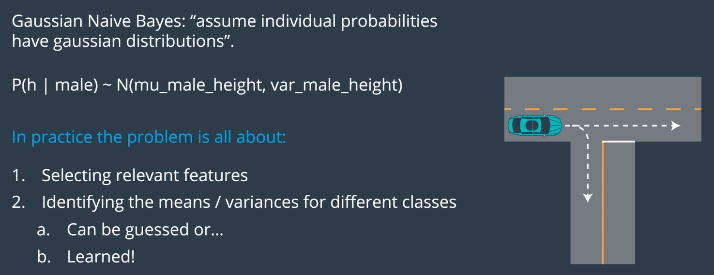 Gaussian Naive Bayes: “assume individual probabilities
have gaussian distributions”.
P(h | male) ~ N(mu_male_height, var_male_height)
In practice the problem is all about:
1. Selecting relevant features
2. Identifying the means / variances for different classes
a. Can be guessed or...
b. Learned!